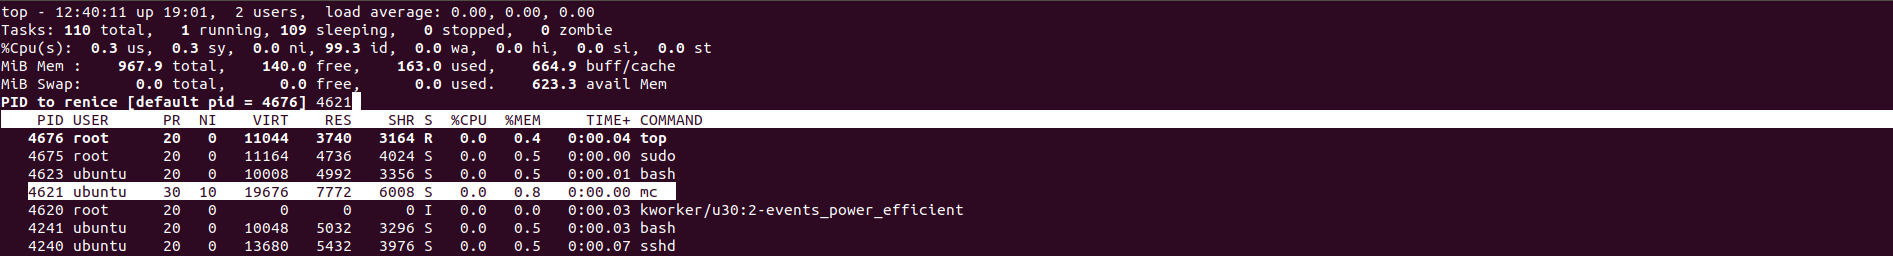 top - 12:40:11 up 19:01,  2 users,  load average: 0.00, 0.00, 0.00
Tasks: 110 total,   1 running, 109 sleeping,   0 stopped,   0 zombie
%Cpu(s):  0.3 us,  0.3 sy,  0.0 ni, 99.3 id,  0.0 wa,  0.0 hi,  0.0 si,  0.0 st
MiB Mem :    967.9 total,    140.0 free,    163.0 used,    664.9 buff/cache
MiB Swap:      0.0 total,      0.0 free,      0.0 used.    623.3 avail Mem
PID to renice [default pid = 4676] 4621
    PID USER      PR  NI    VIRT    RES    SHR S  %CPU  %MEM     TIME+ COMMAND
   4676 root      20   0   11044   3740   3164 R   0.0   0.4   0:00.04 top
   4675 root      20   0   11164   4736   4024 S   0.0   0.5   0:00.00 sudo
   4623 ubuntu    20   0   10008   4992   3356 S   0.0   0.5   0:00.01 bash
   4621 ubuntu    30  10   19676   7772   6008 S   0.0   0.8   0:00.00 mc
   4620 root      20   0       0      0      0 I   0.0   0.0   0:00.03 kworker/u30:2-events_power_efficient
   4241 ubuntu    20   0   10048   5032   3296 S   0.0   0.5   0:00.03 bash
   4240 ubuntu    20   0   13680   5432   3976 S   0.0   0.5   0:00.07 sshd